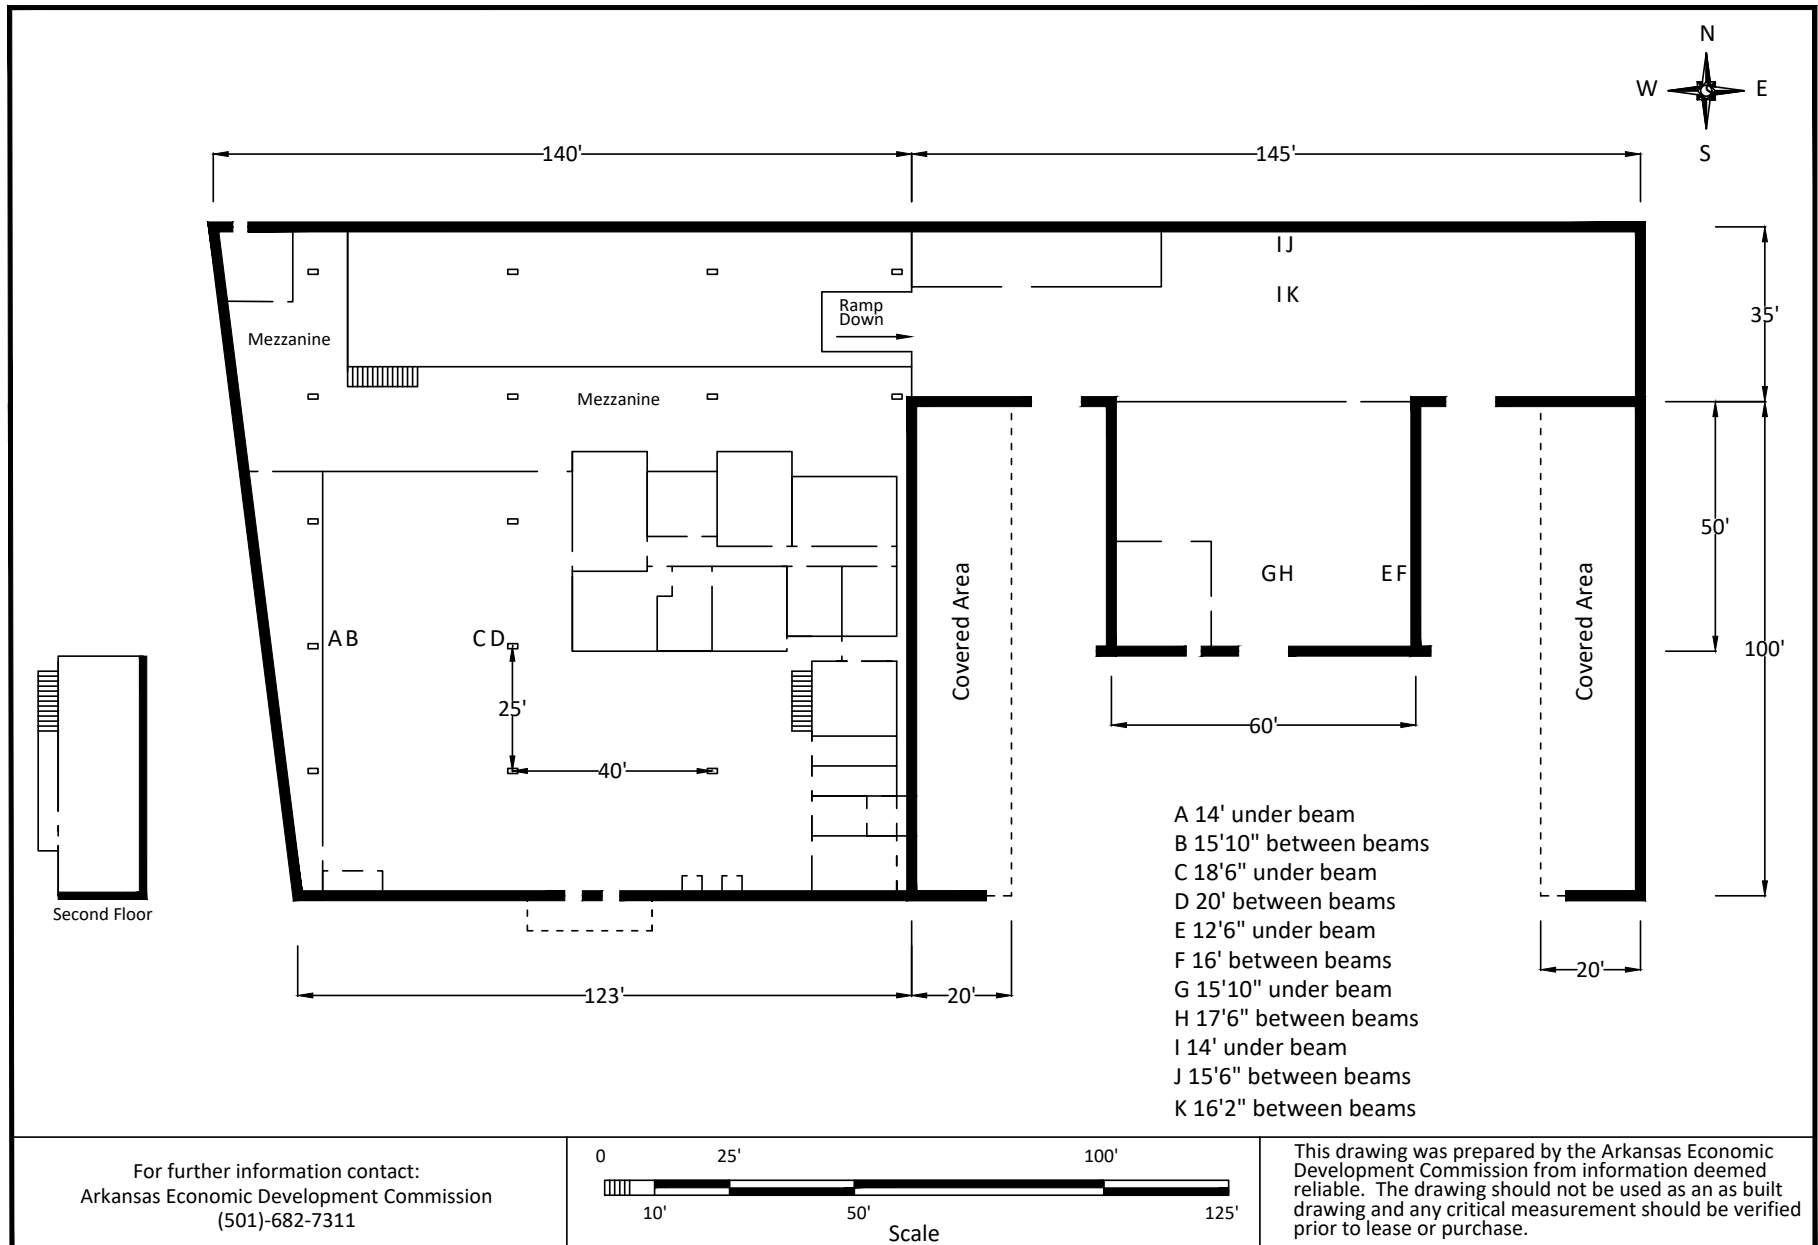 N
W E
S
140'
145'
I J
I K
Ramp
Down
35'
Mezzanine
Mezzanine
50'
100'
Covered Area
G H
E F
Covered Area
A B
C D
25'
60'
40'
A 14' under beam
B 15'10" between beams
C 18'6" under beam
D 20' between beams
E 12'6" under beam
F 16' between beams
G 15'10" under beam
H 17'6" between beams
I 14' under beam
J 15'6" between beams
K 16'2" between beams
Second Floor
123'
20'
20'
For further information contact:
Arkansas Economic Development Commission
(501)-682-7311
0 25' 100'
10' 50' 125'
Scale
This drawing was prepared by the Arkansas Economic
Development Commission from information deemed
reliable. The drawing should not be used as an as built
drawing and any critical measurement should be verified
prior to lease or purchase.